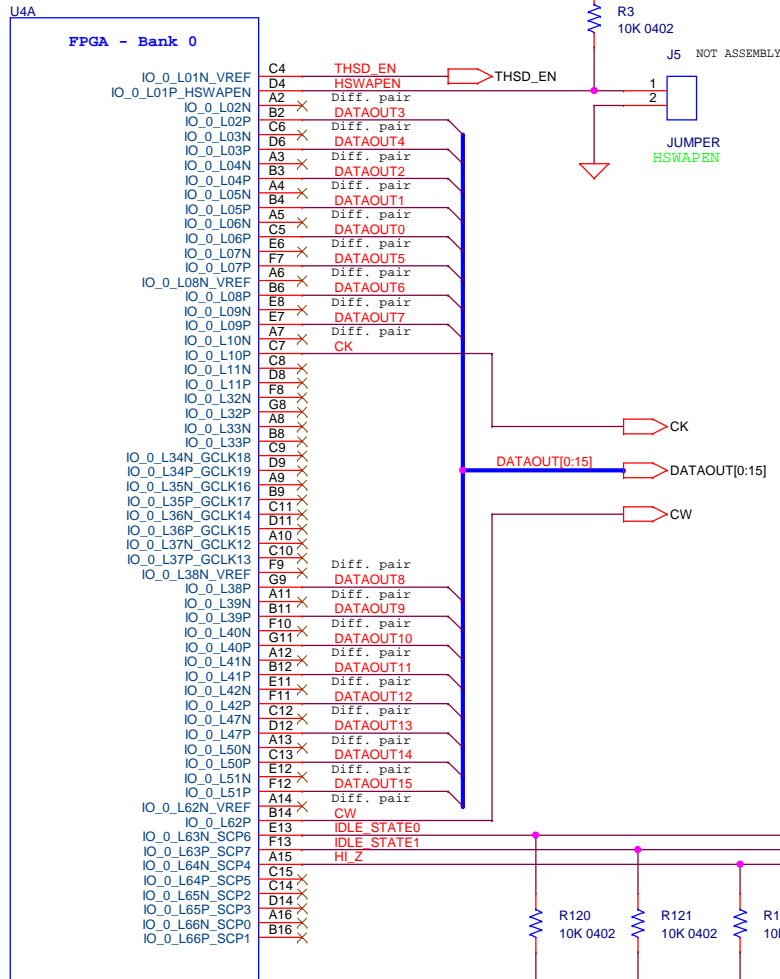 U4A
FPGA - Bank 0
R3
10K 0402
J5 NOT ASSEMBLY
1
2
JUMPER
HSWAPEN
IO_0_L01N_VREF C4 THSD_EN THSD_EN
IO_0_L01P_HSWAPEN D4 HSWAPEN
IO_0_L02N A2 Diff. pair
IO_0_L02P B2 DATAOUT3
IO_0_L03N C6 Diff. pair
IO_0_L03P D6 DATAOUT4
IO_0_L04N A3 Diff. pair
IO_0_L04P B3 DATAOUT2
IO_0_L05N A4 Diff. pair
IO_0_L05P B4 DATAOUT1
IO_0_L06N A5 Diff. pair
IO_0_L06P C5 DATAOUT0
IO_0_L07N E6 Diff. pair
IO_0_L07P F7 DATAOUT5
IO_0_L08N_VREF A6 Diff. pair
IO_0_L08P B6 DATAOUT6
IO_0_L09N E8 Diff. pair
IO_0_L09P E7 DATAOUT7
IO_0_L10N A7 Diff. pair
IO_0_L10P C7 CK
IO_0_L11N C8
IO_0_L11P D8
IO_0_L32N F8
IO_0_L32P G8
IO_0_L33N A8
IO_0_L33P B8
CK
IO_0_L34N_GCLK18 C9
IO_0_L34P_GCLK19 D9
DATAOUT[0:15] DATAOUT[0:15]
IO_0_L35N_GCLK16 A9
IO_0_L35P_GCLK17 B9
IO_0_L36N_GCLK14 C11
CW
IO_0_L36P_GCLK15 D11
IO_0_L37N_GCLK12 A10
IO_0_L37P_GCLK13 C10
IO_0_L38N_VREF F9 Diff. pair
IO_0_L38P G9 DATAOUT8
IO_0_L39N A11 Diff. pair
IO_0_L39P B11 DATAOUT9
IO_0_L40N F10 Diff. pair
IO_0_L40P G11 DATAOUT10
IO_0_L41N A12 Diff. pair
IO_0_L41P B12 DATAOUT11
IO_0_L42N E11 Diff. pair
IO_0_L42P F11 DATAOUT12
IO_0_L47N C12 Diff. pair
IO_0_L47P D12 DATAOUT13
IO_0_L50N A13 Diff. pair
IO_0_L50P C13 DATAOUT14
IO_0_L51N E12 Diff. pair
IO_0_L51P F12 DATAOUT15
IO_0_L62N_VREF A14 Diff. pair
IO_0_L62P B14 CW
IO_0_L63N_SCP6 E13 IDLE_STATE0
IO_0_L63P_SCP7 F13 IDLE_STATE1
IO_0_L64N_SCP4 A15 HI_Z
IO_0_L64P_SCP5 C15
IO_0_L65N_SCP2 C14
IO_0_L65P_SCP3 D14
IO_0_L66N_SCP0 A16
IO_0_L66P_SCP1 B16
R120
10K 0402
R121
10K 0402